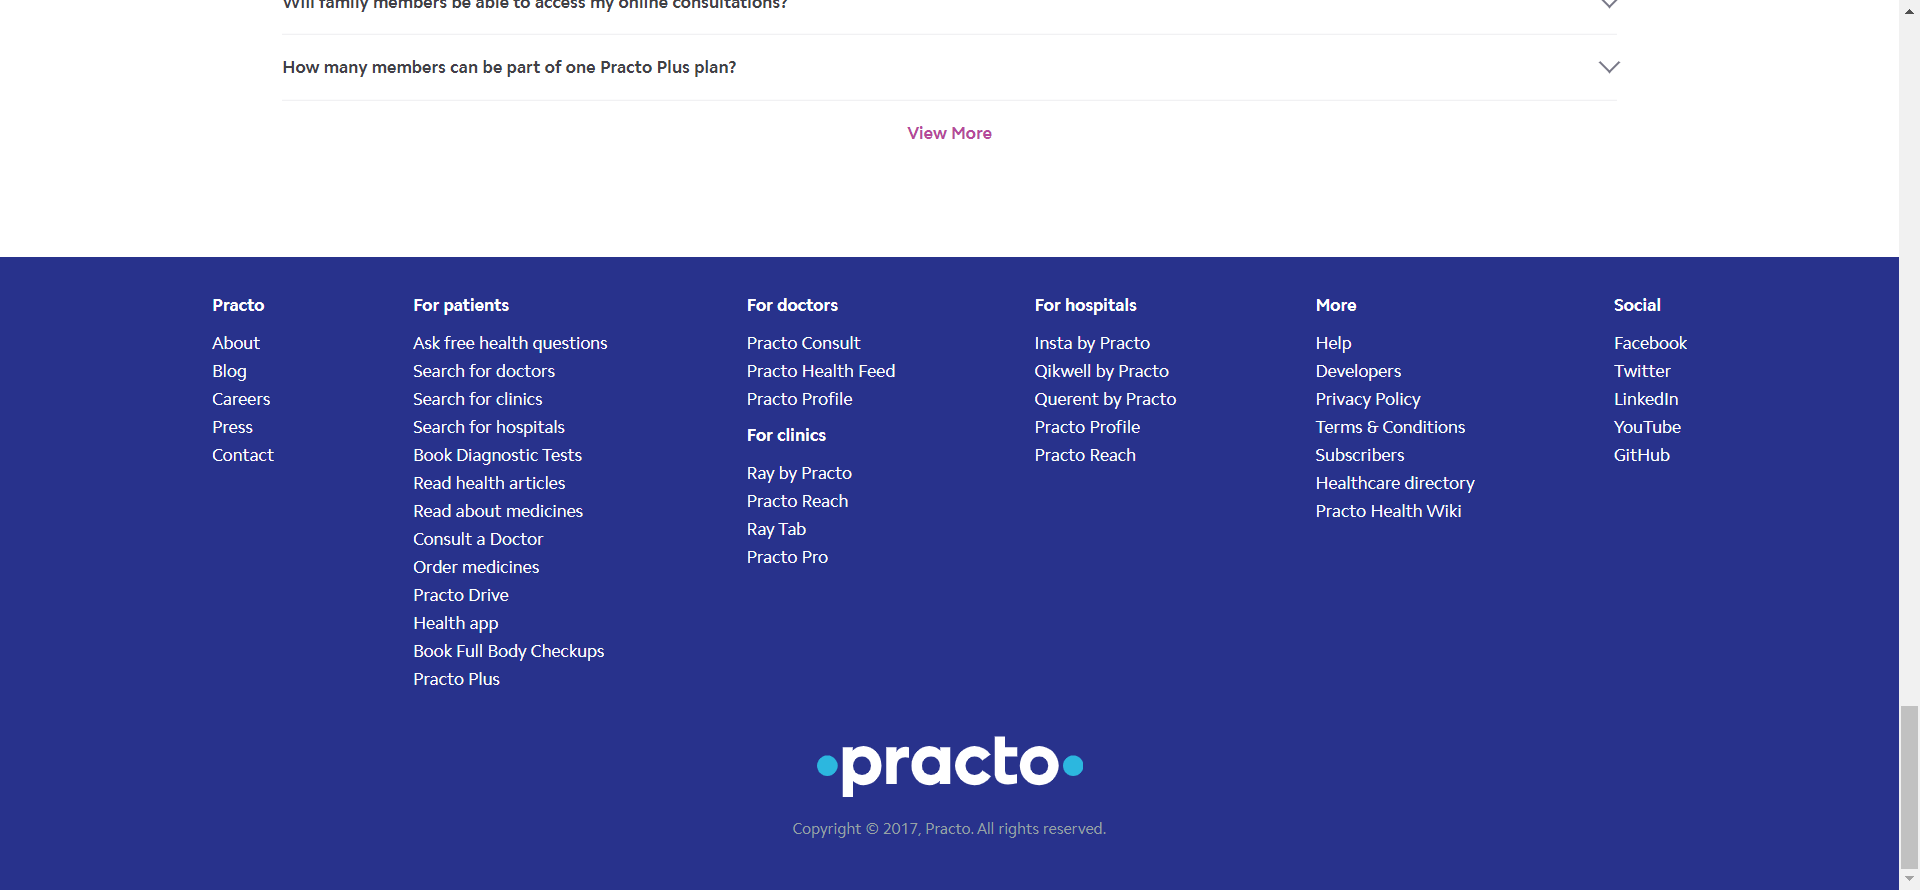 Will family members be able to access my online consultations?
How many members can be part of one Practo Plus plan?
View More
Practo
About
Blog
Careers
Press
Contact
For patients
Ask free health questions
Search for doctors
Search for clinics
Search for hospitals
Book Diagnostic Tests
Read health articles
Read about medicines
Consult a Doctor
Order medicines
Practo Drive
Health app
Book Full Body Checkups
Practo Plus
For doctors
Practo Consult
Practo Health Feed
Practo Profile
For clinics
Ray by Practo
Practo Reach
Ray Tab
Practo Pro
For hospitals
Insta by Practo
Qikwell by Practo
Querent by Practo
Practo Profile
Practo Reach
More
Help
Developers
Privacy Policy
Terms & Conditions
Subscribers
Healthcare directory
Practo Health Wiki
Social
Facebook
Twitter
LinkedIn
YouTube
GitHub
practo
Copyright © 2017, Practo. All rights reserved.